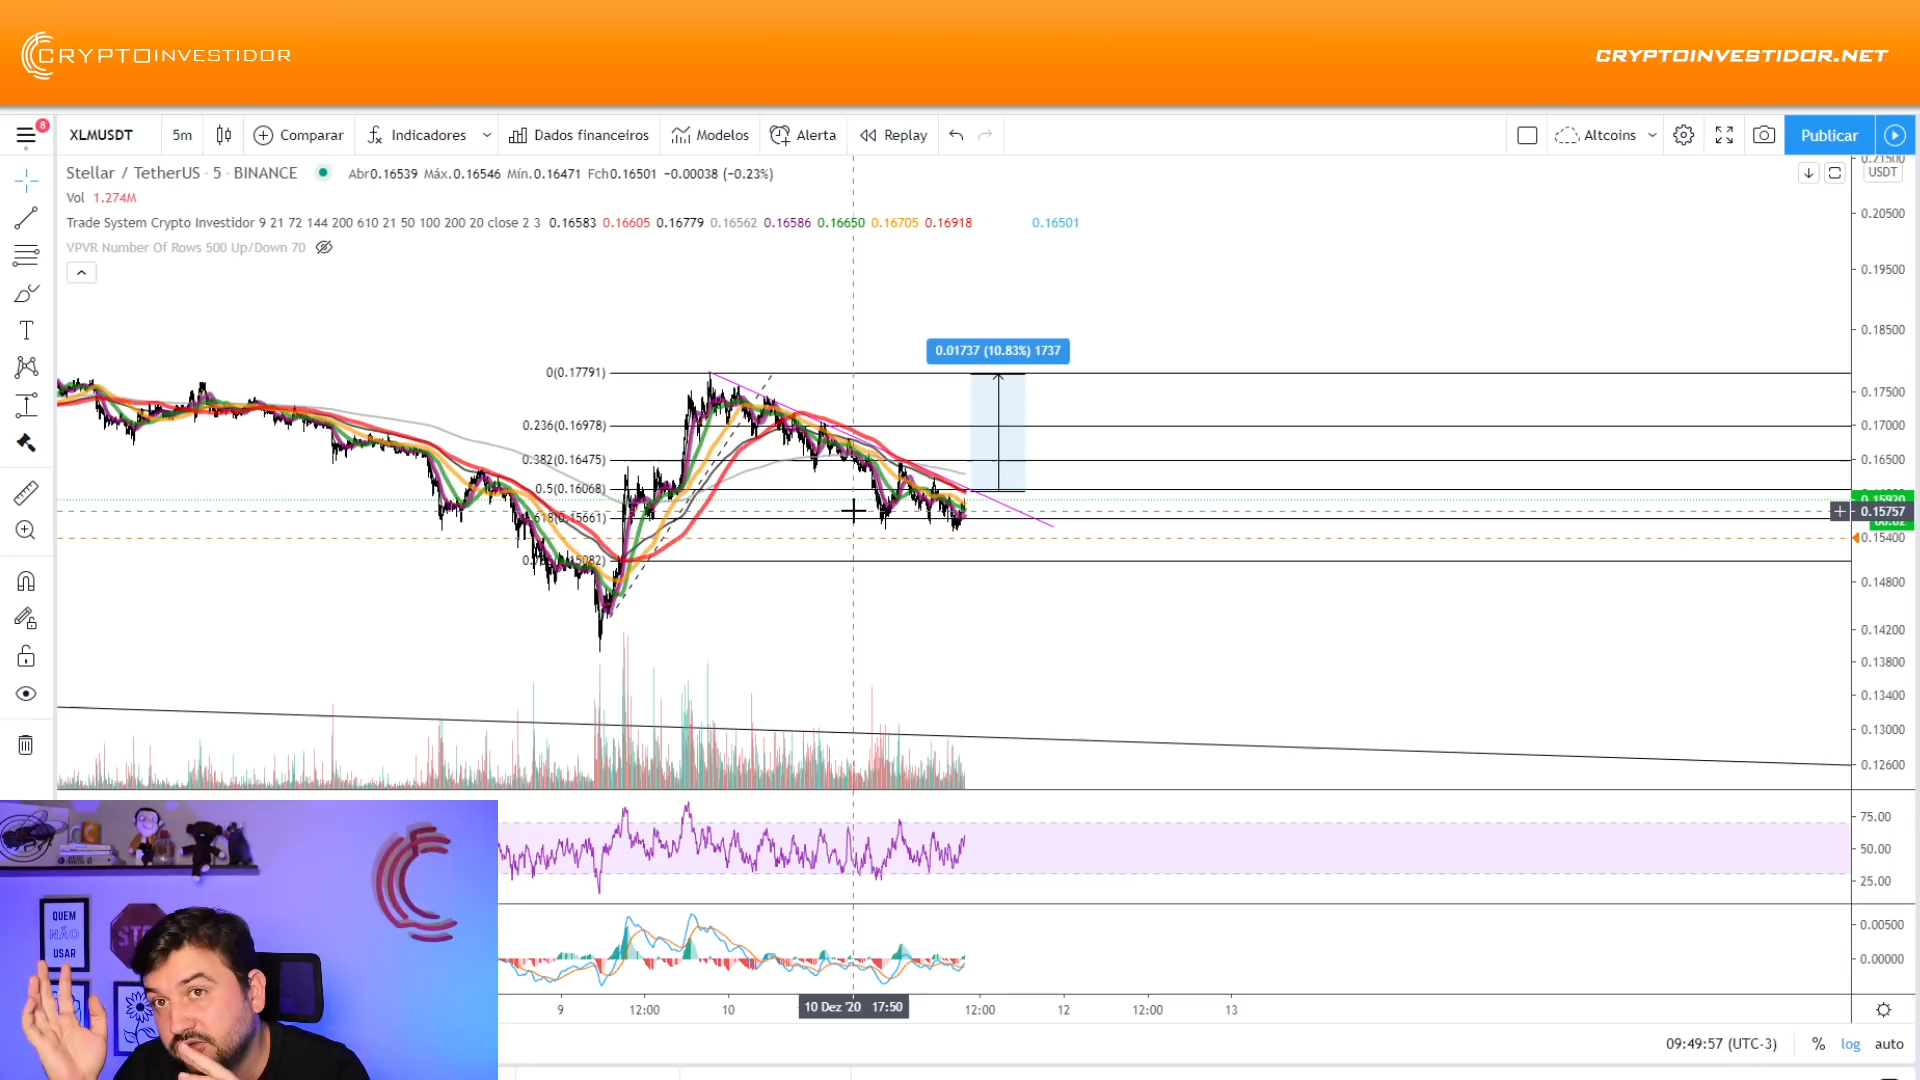 CRYPTOINVESTIDOR
CRYPTOINVESTIDOR.NET
8
XLMUSDT
5m
Comparar
Indicadores
Dados financeiros
Modelos
Alerta
Replay
Altcoins
Publicar
Stellar / TetherUS · 5 · BINANCE
Abr0.16539 Máx.0.16546 Mín.0.16471 Fch0.16501 −0.00038 (−0.23%)
Vol 1.274M
Trade System Crypto Investidor 9 21 72 144 200 610 21 50 100 200 20 close 2 3 0.16583 0.16605 0.16779 0.16562 0.16586 0.16650 0.16705 0.16918 0.16501
VPVR Number Of Rows 500 Up/Down 70
0.21500
USDT
0.20500
0.19500
0.18500
0.17500
0.17000
0.16500
0.15920
0.15757
0.15400
0.14800
0.14200
0.13800
0.13400
0.13000
0.12600
0.01737 (10.83%) 1737
0(0.17791)
0.236(0.16978)
0.382(0.16475)
0.5(0.16068)
.618(0.15661)
75.00
50.00
25.00
0.00500
0.00000
QUEM
NÃO
USAR
9
12:00
10
10 Dez '20 17:50
12:00
12
12:00
13
09:49:57 (UTC-3)
%
log
auto